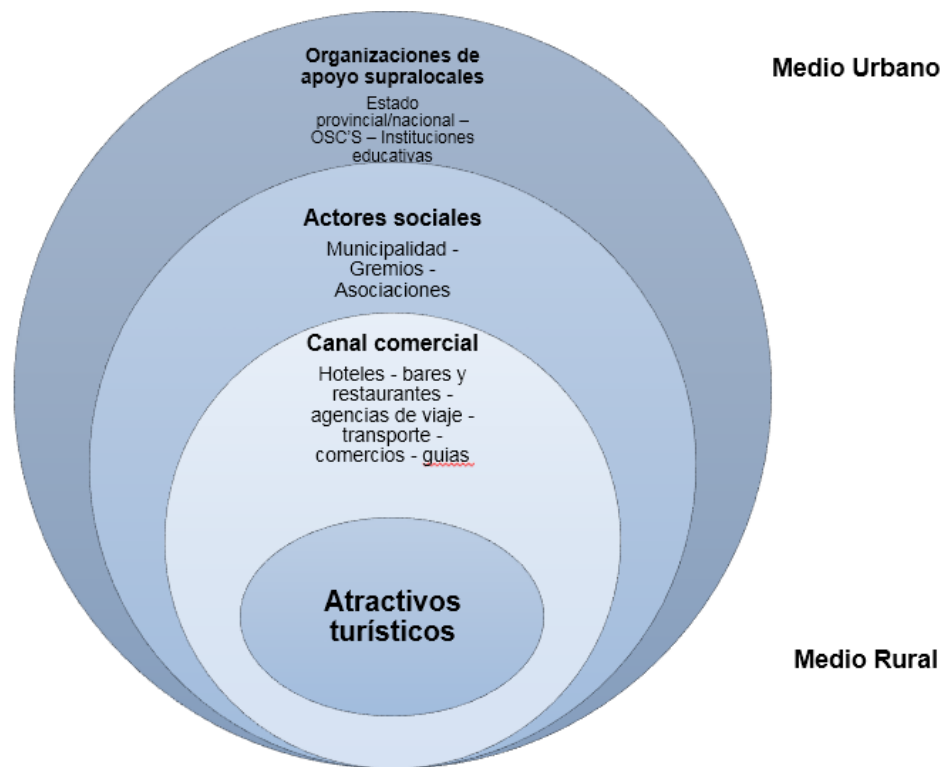 Organizaciones de
apoyo supralocales
Estado
provincial/nacional –
OSC'S – Instituciones
educativas
Medio Urbano
Actores sociales
Municipalidad -
Gremios -
Asociaciones
Canal comercial
Hoteles - bares y
restaurantes -
agencias de viaje -
transporte -
comercios - guias
Atractivos
turísticos
Medio Rural